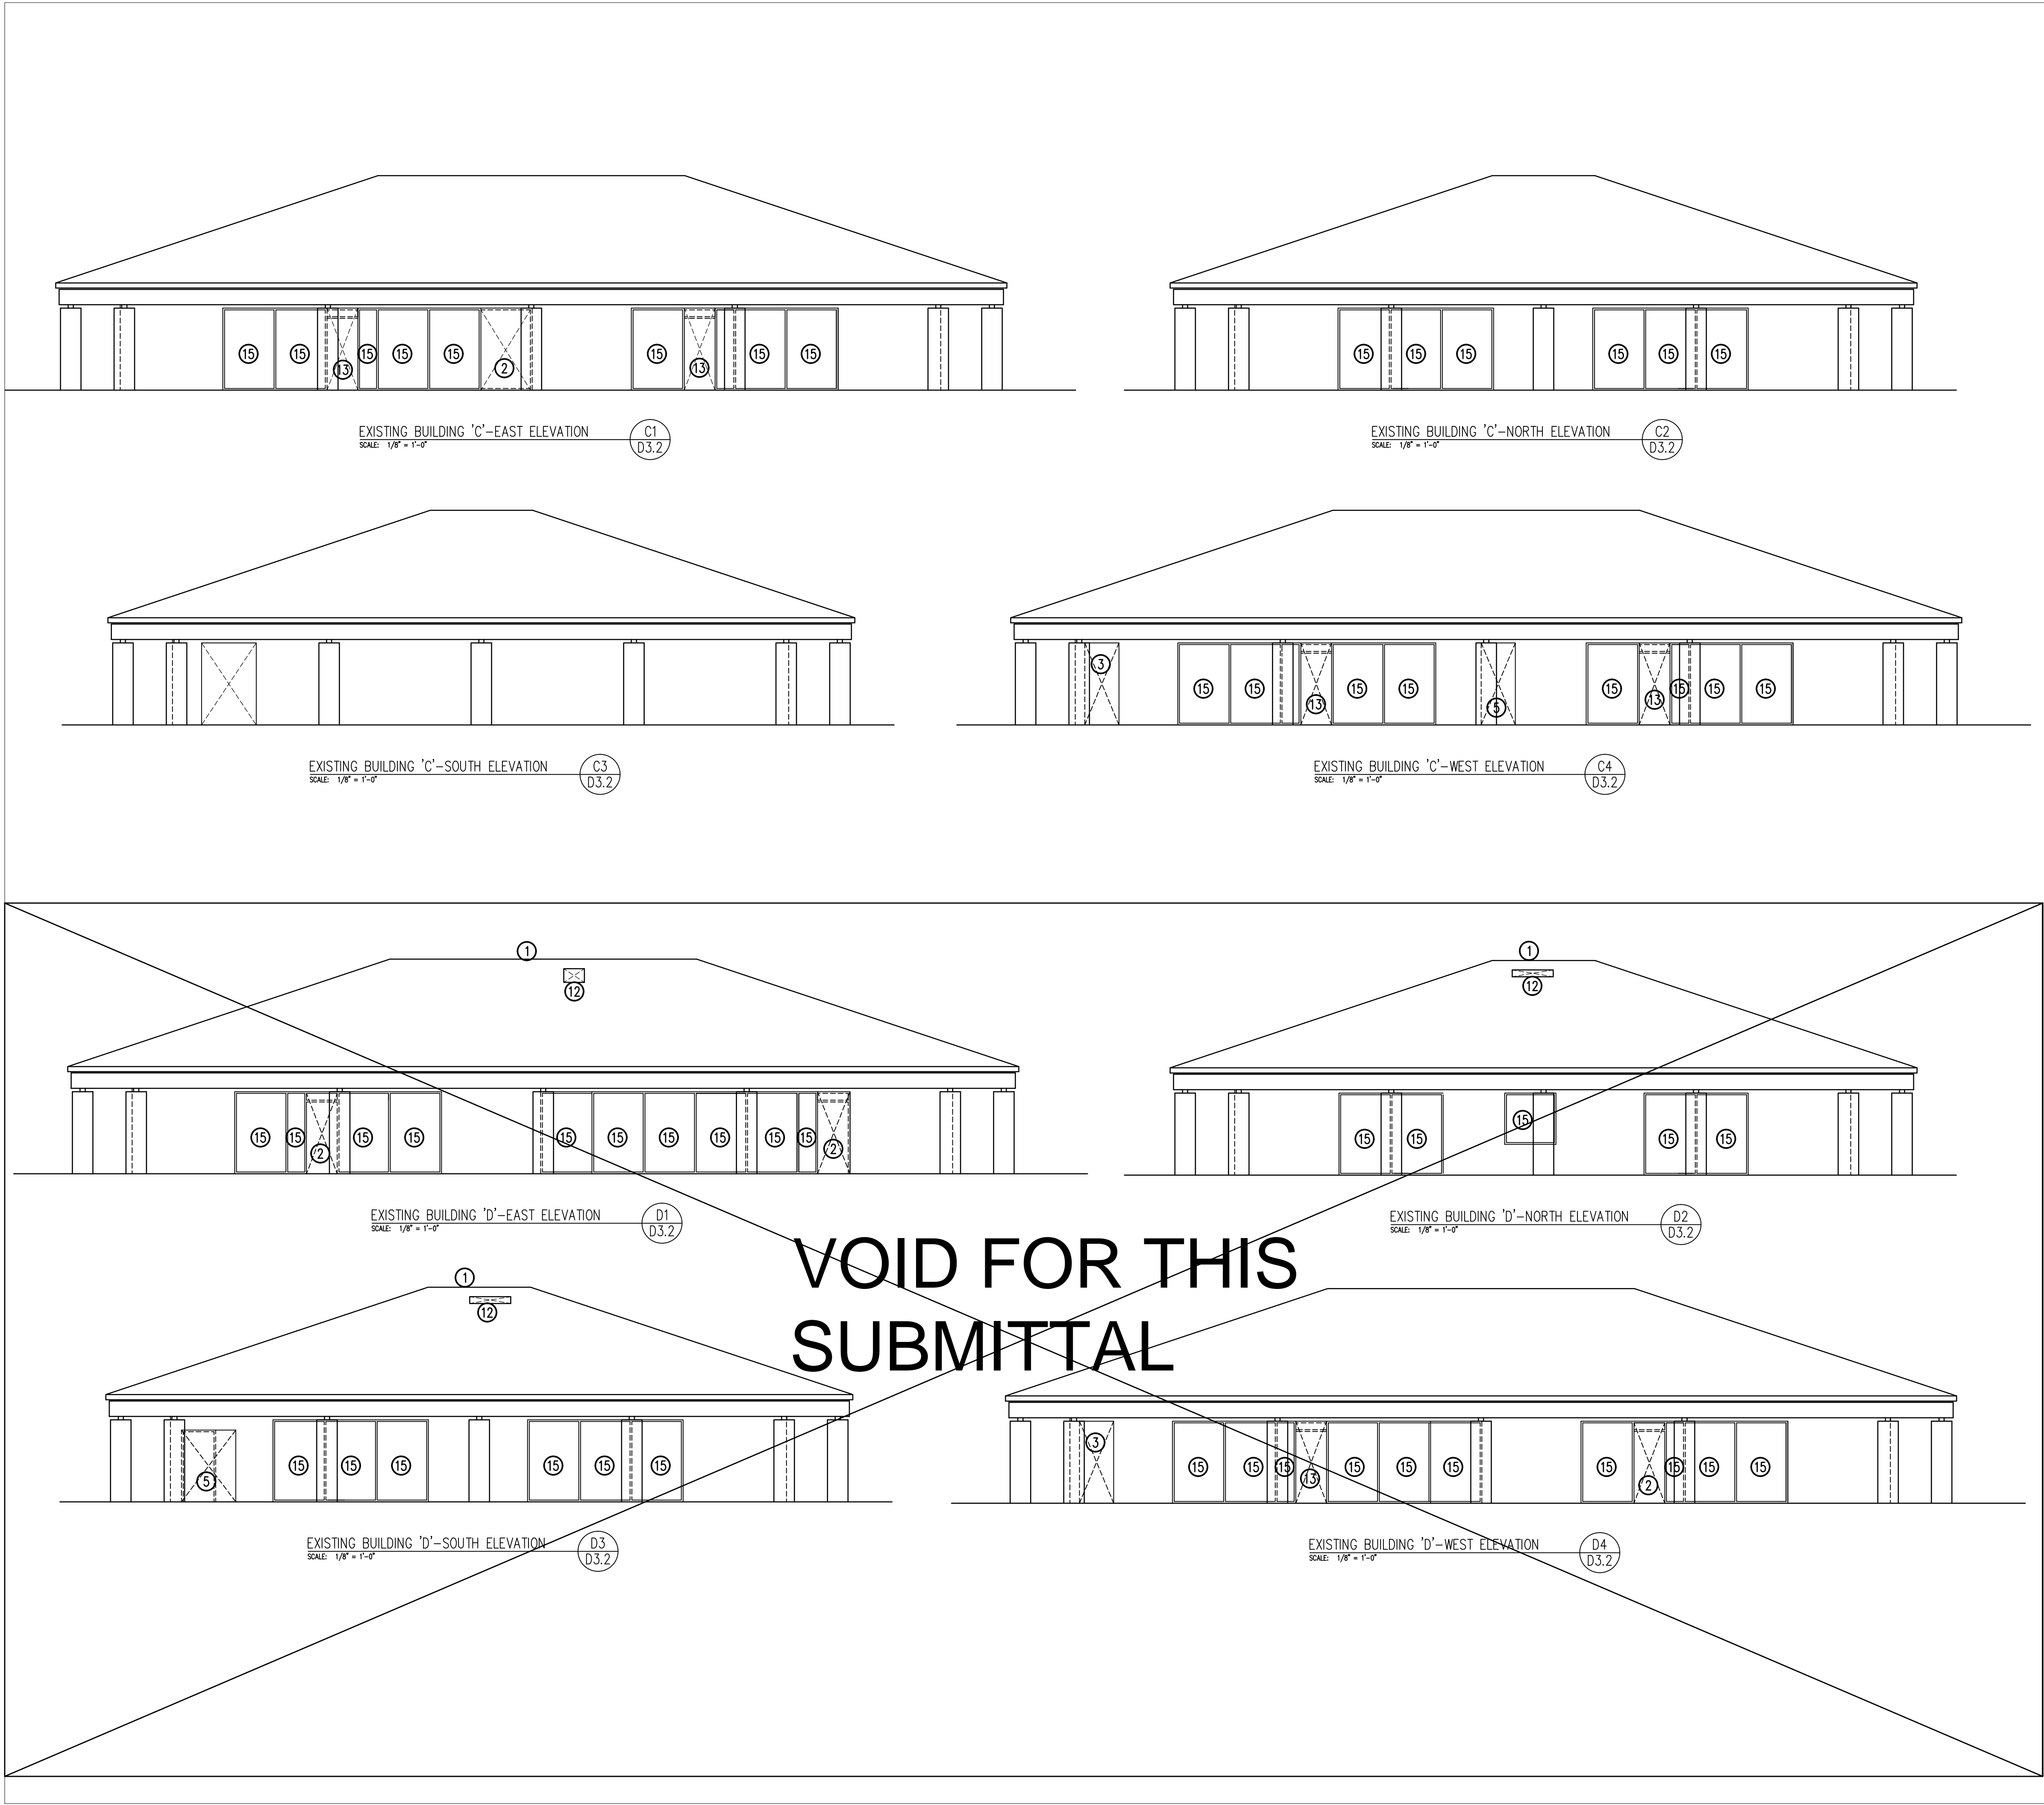 15 15 13 15 15 15 2 15 13 15 15
EXISTING BUILDING 'C'-EAST ELEVATION C1
SCALE: 1/8" = 1'-0" D3.2
15 15 15 15 15 15
EXISTING BUILDING 'C'-NORTH ELEVATION C2
SCALE: 1/8" = 1'-0" D3.2
EXISTING BUILDING 'C'-SOUTH ELEVATION C3
SCALE: 1/8" = 1'-0" D3.2
3 15 15 13 15 15 5 15 13 15 15 15
EXISTING BUILDING 'C'-WEST ELEVATION C4
SCALE: 1/8" = 1'-0" D3.2
1
12
15 15 2 15 15 15 15 15 15 15 15 2
EXISTING BUILDING 'D'-EAST ELEVATION D1
SCALE: 1/8" = 1'-0" D3.2
1
12
15 15 15 15 15
EXISTING BUILDING 'D'-NORTH ELEVATION D2
SCALE: 1/8" = 1'-0" D3.2
VOID FOR THIS
SUBMITTAL
1
12
5 15 15 15 15 15 15
EXISTING BUILDING 'D'-SOUTH ELEVATION D3
SCALE: 1/8" = 1'-0" D3.2
3 15 15 15 13 15 15 15 15 2 15 15 15
EXISTING BUILDING 'D'-WEST ELEVATION D4
SCALE: 1/8" = 1'-0" D3.2